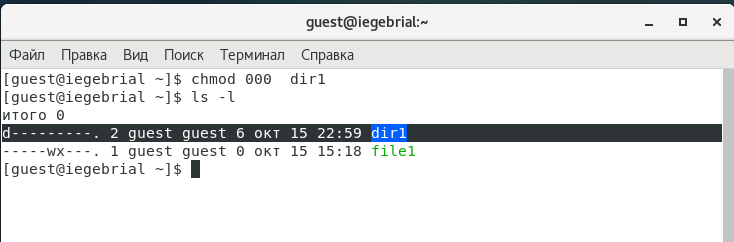 guest@iegebrial:~
Файл Правка Вид Поиск Терминал Справка
[guest@iegebrial ~]$ chmod 000  dir1
[guest@iegebrial ~]$ ls -l
итого 0
d---------. 2 guest guest 6 окт 15 22:59 dir1
-----wx---. 1 guest guest 0 окт 15 15:18 file1
[guest@iegebrial ~]$